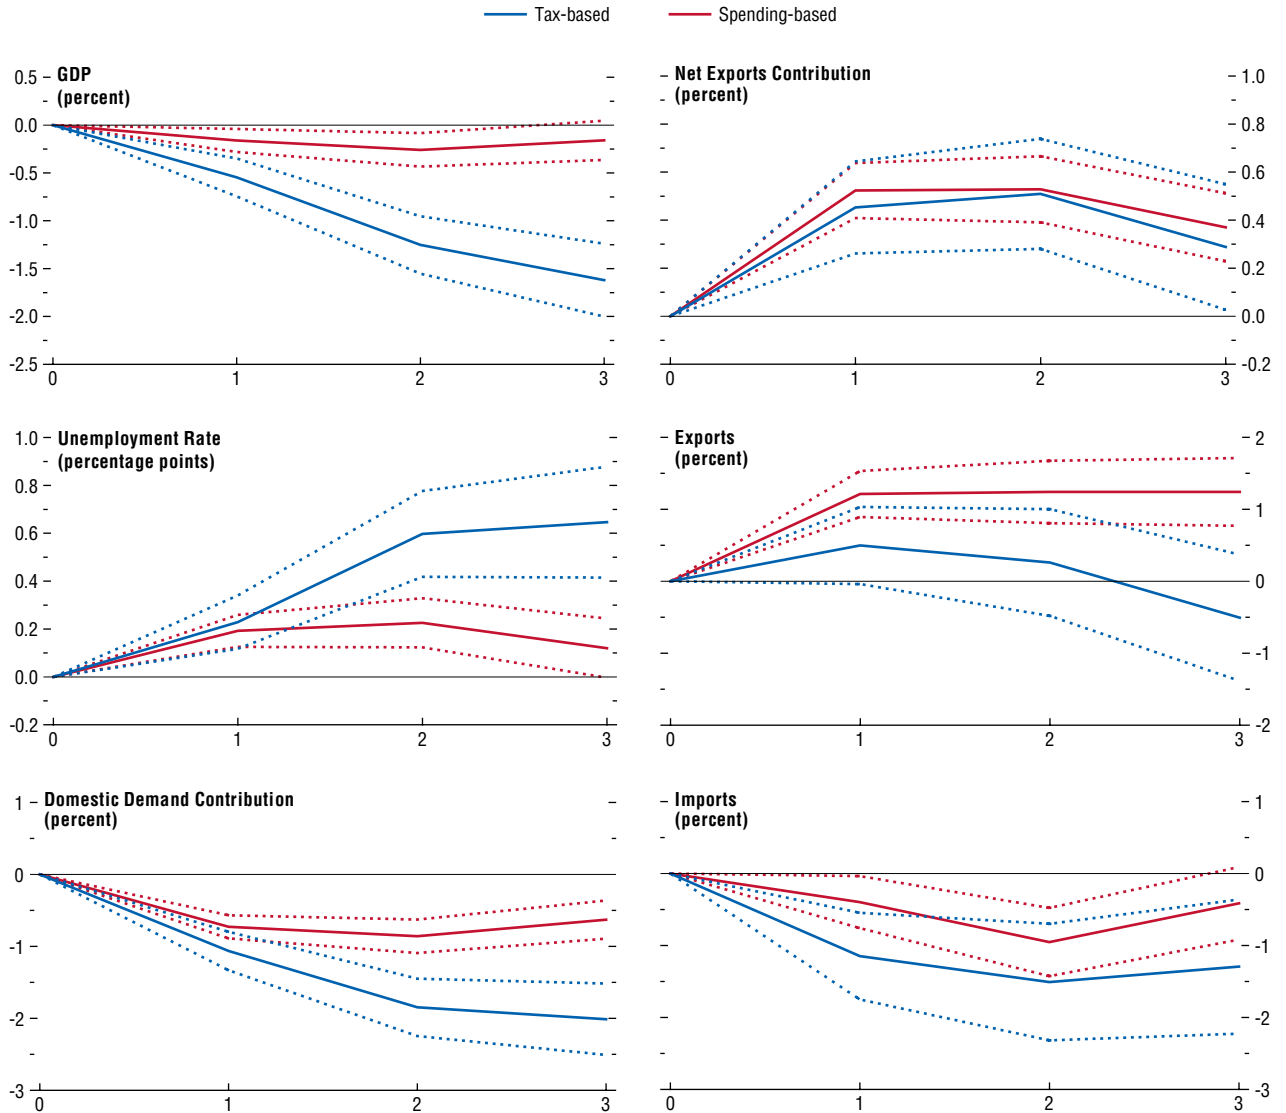 Tax-based
Spending-based
GDP
(percent)
0.5
0.0
-0.5
-1.0
-1.5
-2.0
-2.5
0 1 2 3
Net Exports Contribution
(percent)
1.0
0.8
0.6
0.4
0.2
0.0
-0.2
0 1 2 3
Unemployment Rate
(percentage points)
1.0
0.8
0.6
0.4
0.2
0.0
-0.2
0 1 2 3
Exports
(percent)
2
1
0
-1
-2
0 1 2 3
Domestic Demand Contribution
(percent)
1
0
-1
-2
-3
0 1 2 3
Imports
(percent)
1
0
-1
-2
-3
0 1 2 3